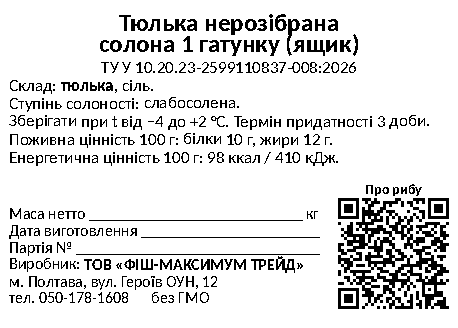 Тюлька нерозібрана
солона 1 гатунку (ящик)
ТУ У 10.20.23-2599110837-008:2026
Склад: тюлька, сіль.
Ступінь солоності: слабосолена.
Зберігати при t від −4 до +2 °С. Термін придатності 3 доби.
Поживна цінність 100 г: білки 10 г, жири 12 г.
Енергетична цінність 100 г: 98 ккал / 410 кДж.
Про рибу
Маса нетто ____________________ кг
Дата виготовлення ____________________
Партія № ____________________
Виробник: ТОВ «ФІШ-МАКСИМУМ ТРЕЙД»
м. Полтава, вул. Героїв ОУН, 12
тел. 050-178-1608 без ГМО